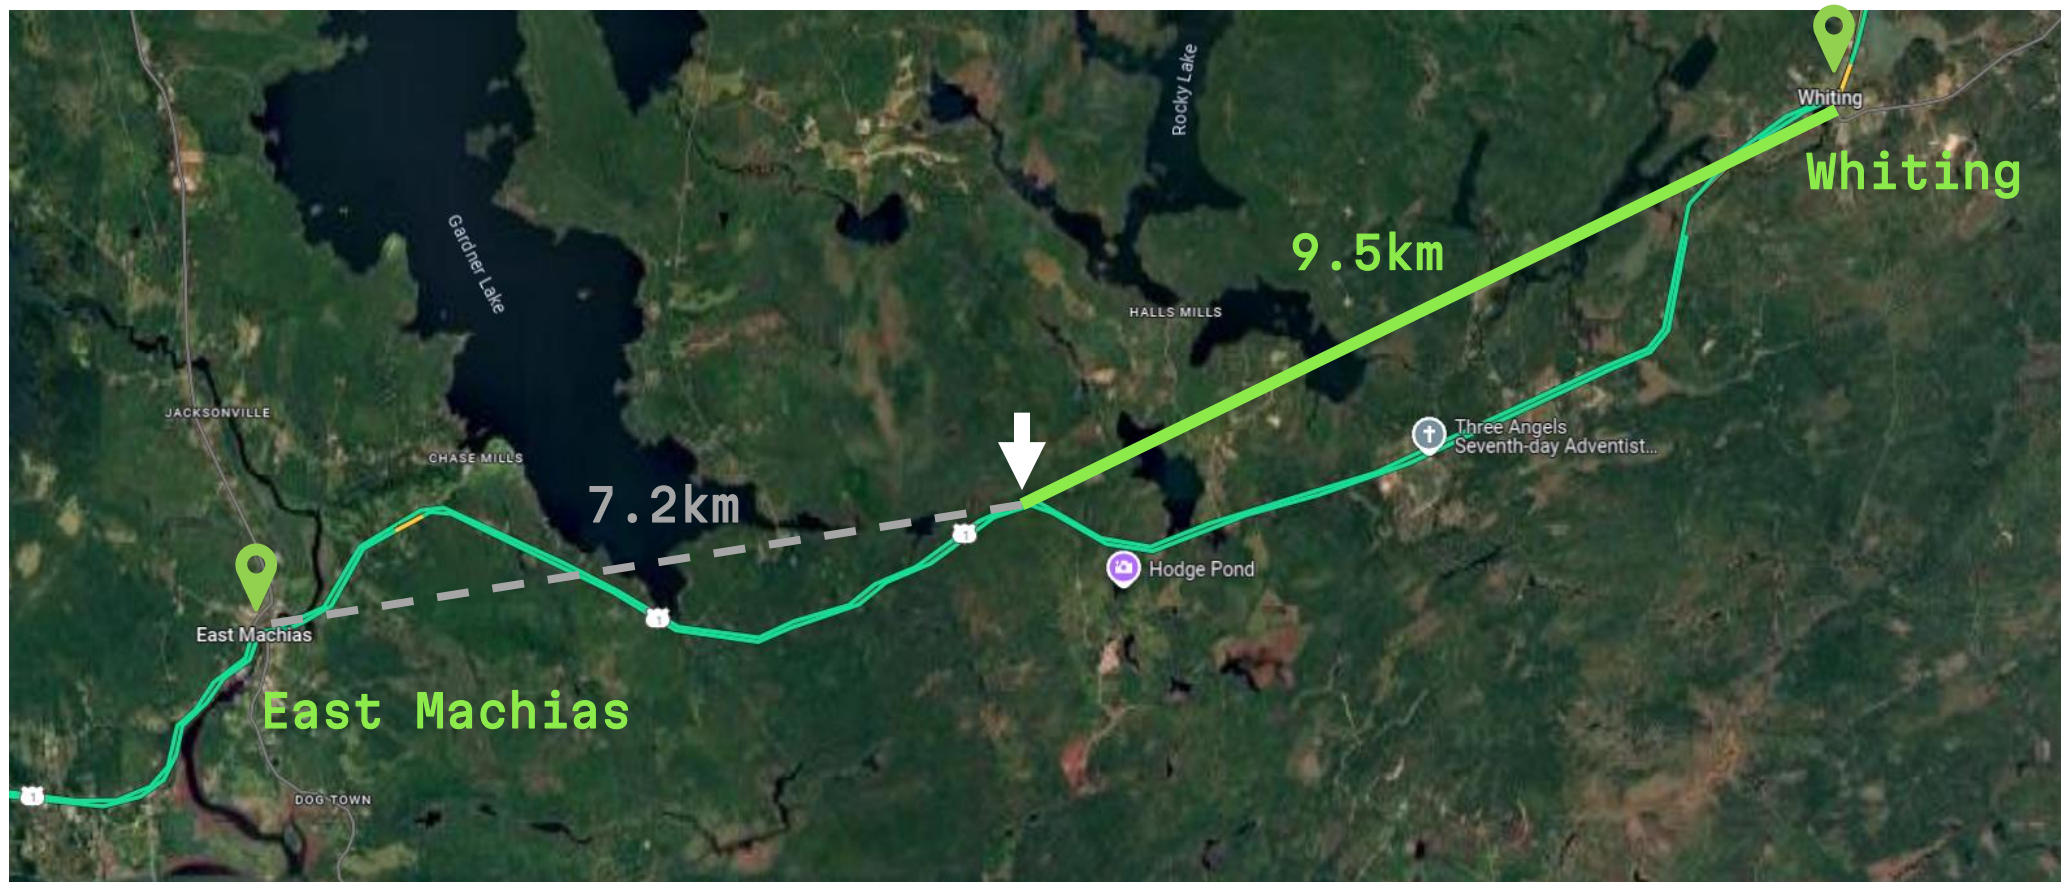 Whiting
Rocky Lake
Whiting
Gardner Lake
9.5km
HALLS MILLS
JACKSONVILLE
Three Angels
Seventh-day Adventist...
CHASE MILLS
7.2km
1
Hodge Pond
1
East Machias
East Machias
1
DOG TOWN